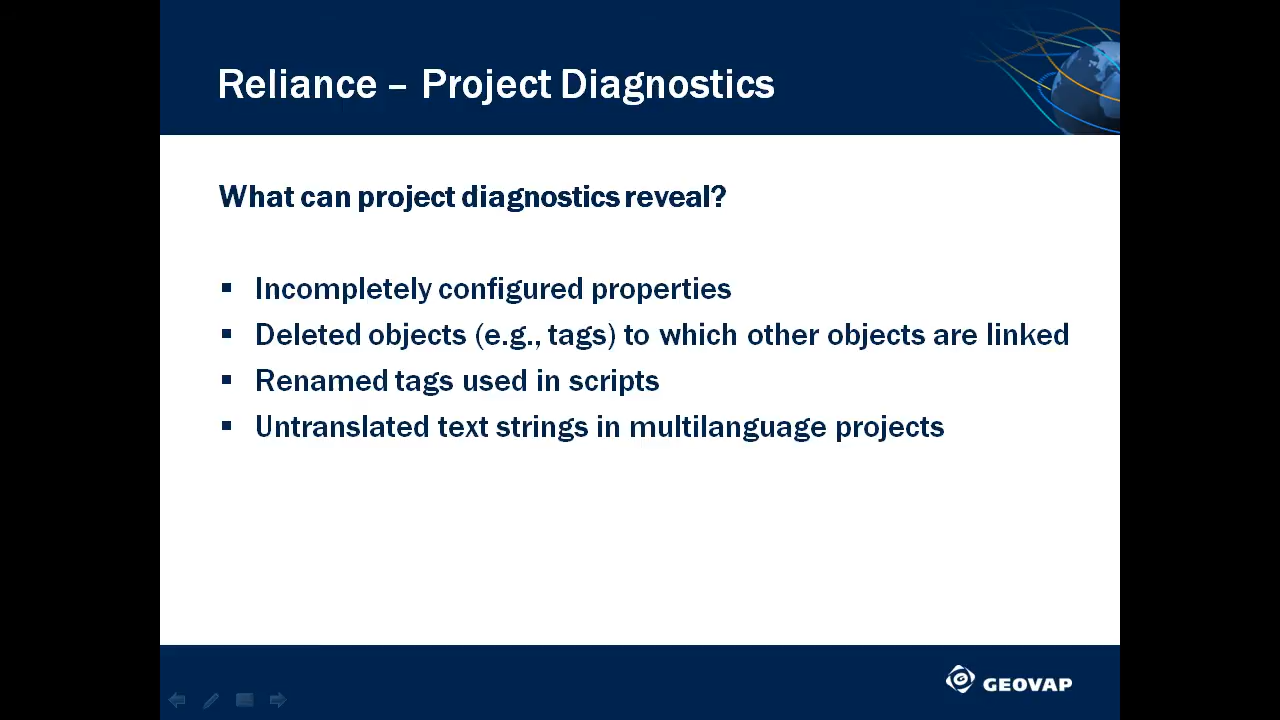 Reliance – Project Diagnostics
What can project diagnostics reveal?
▪ Incompletely configured properties
▪ Deleted objects (e.g., tags) to which other objects are linked
▪ Renamed tags used in scripts
▪ Untranslated text strings in multilanguage projects
GEOVAP